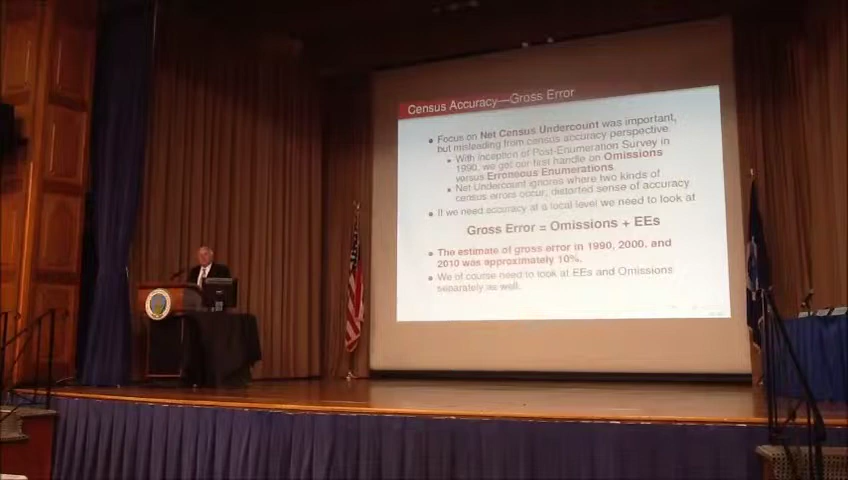 Census Accuracy—Gross Error
• Focus on Net Census Undercount was important,
but misleading from census accuracy perspective
• With inception of Post-Enumeration Survey in
1990, we got our first handle on Omissions
versus Erroneous Enumerations
• Net Undercount ignores where two kinds of
census errors occur, distorted sense of accuracy
• If we need accuracy at a local level we need to look at
Gross Error = Omissions + EEs
• The estimate of gross error in 1990, 2000, and
2010 was approximately 10%.
• We of course need to look at EEs and Omissions
separately as well.